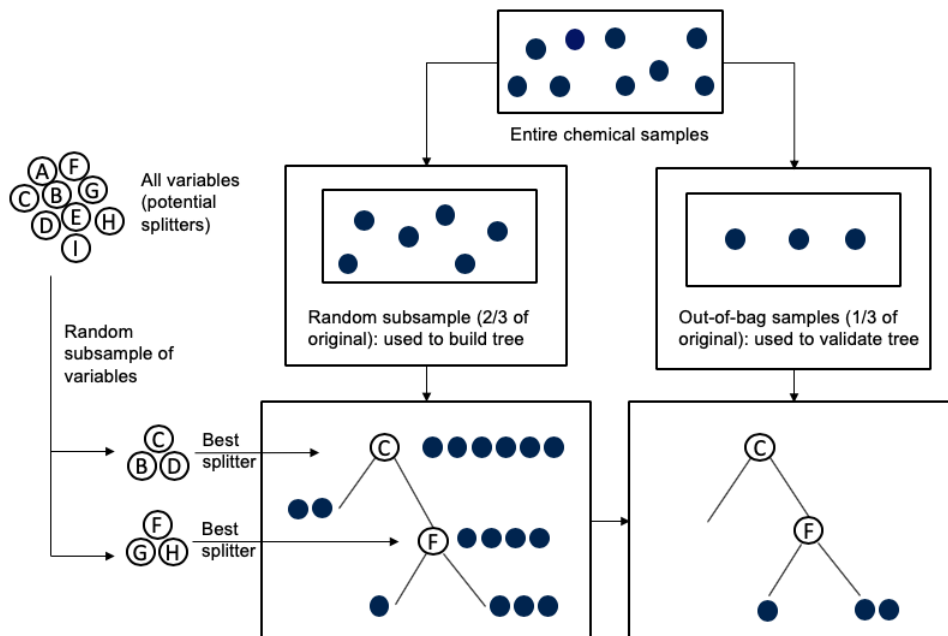 Entire chemical samples
A
F
C
B
G
D
E
H
I
All variables
(potential
splitters)
Random subsample (2/3 of
original): used to build tree
Out-of-bag samples (1/3 of
original): used to validate tree
Random
subsample of
variables
C
B D
Best
splitter
F
G H
Best
splitter
C
F
C
F